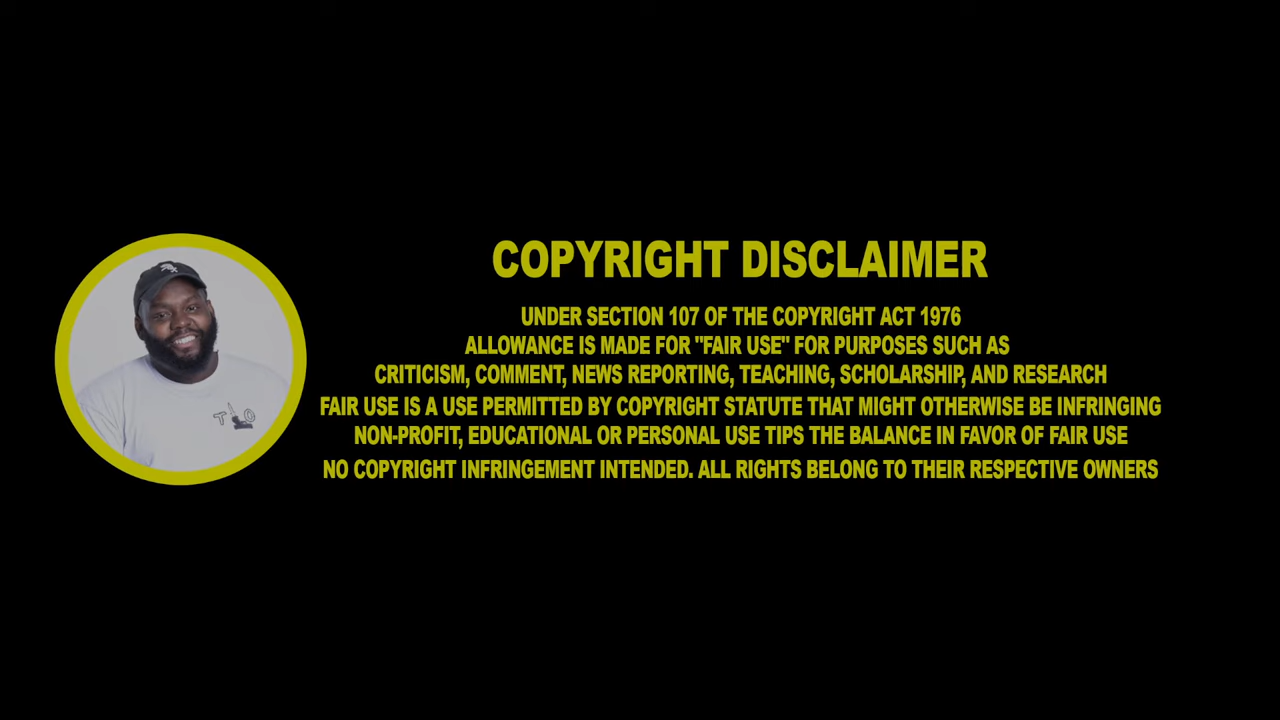 COPYRIGHT DISCLAIMER
UNDER SECTION 107 OF THE COPYRIGHT ACT 1976
ALLOWANCE IS MADE FOR "FAIR USE" FOR PURPOSES SUCH AS
CRITICISM, COMMENT, NEWS REPORTING, TEACHING, SCHOLARSHIP, AND RESEARCH
FAIR USE IS A USE PERMITTED BY COPYRIGHT STATUTE THAT MIGHT OTHERWISE BE INFRINGING
NON-PROFIT, EDUCATIONAL OR PERSONAL USE TIPS THE BALANCE IN FAVOR OF FAIR USE
NO COPYRIGHT INFRINGEMENT INTENDED. ALL RIGHTS BELONG TO THEIR RESPECTIVE OWNERS